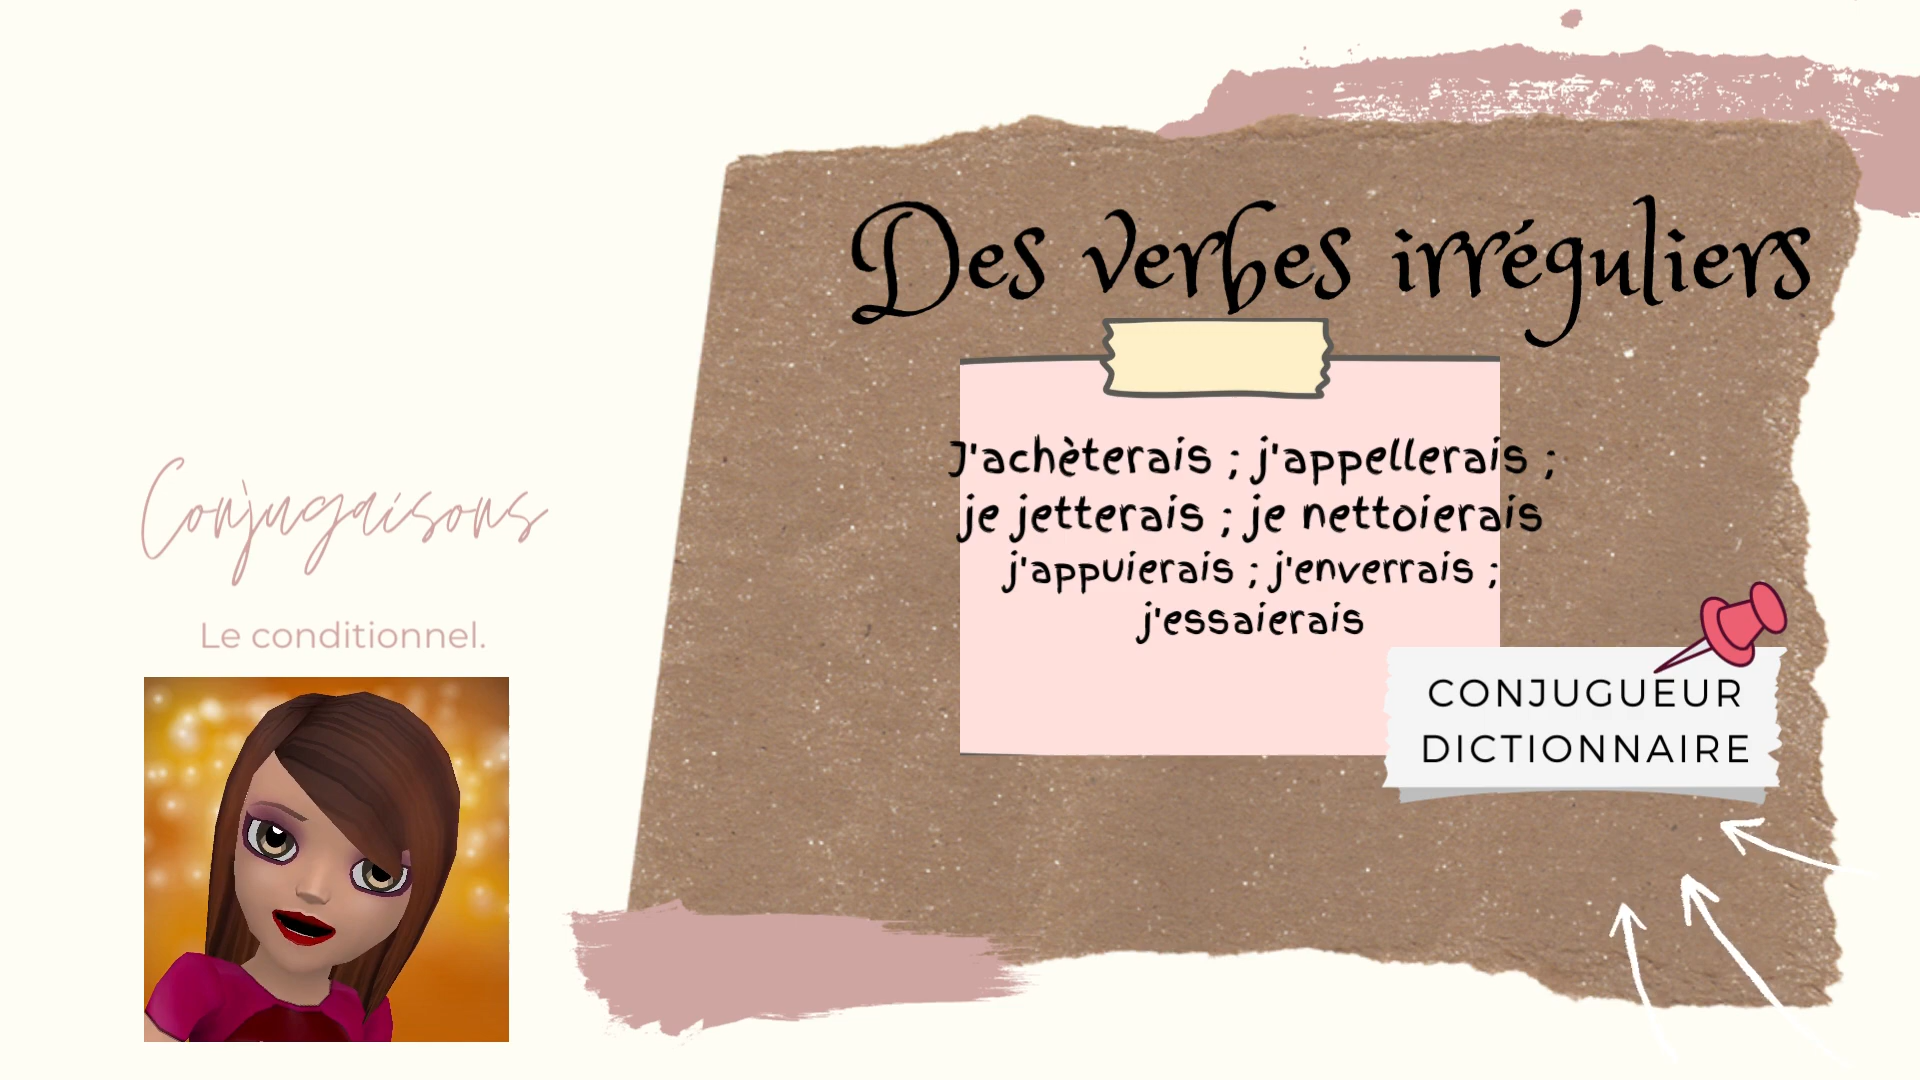 Conjugaisons
Le conditionnel.
Des verbes irréguliers
J'achèterais ; j'appellerais ;
je jetterais ; je nettoierais
j'appuierais ; j'enverrais ;
j'essaierais
CONJUGUEUR
DICTIONNAIRE